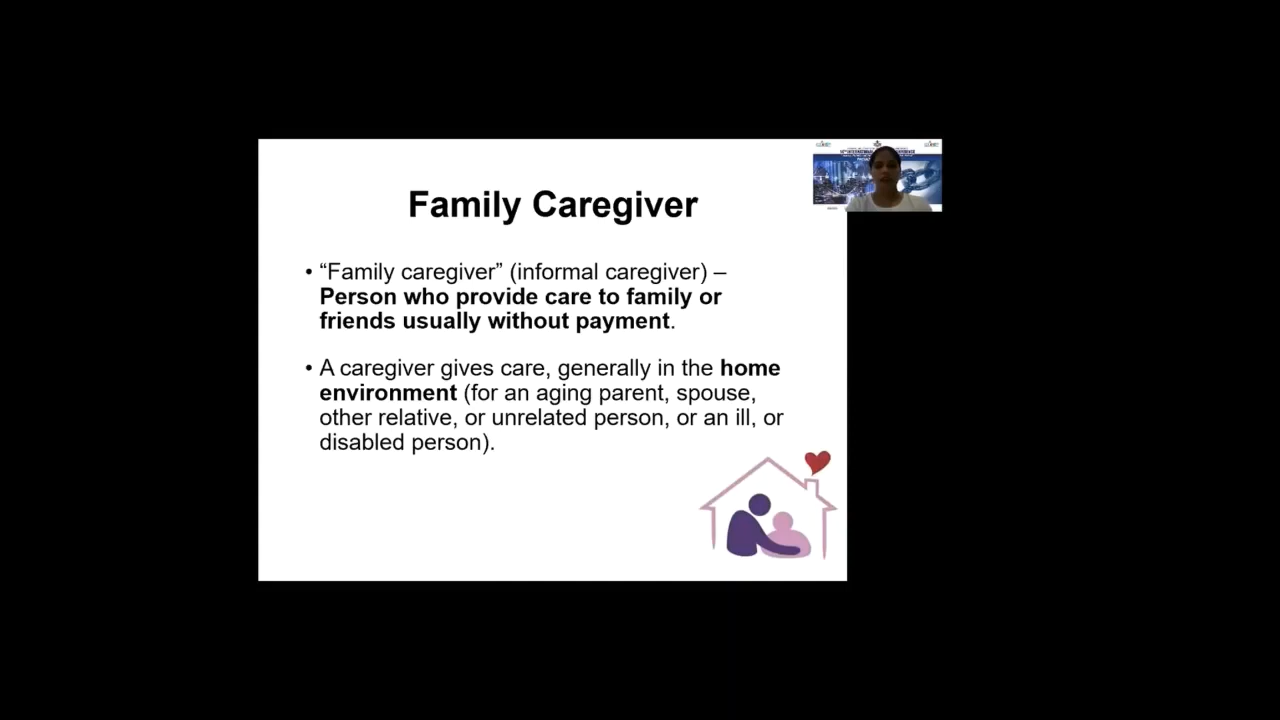 Family Caregiver
• “Family caregiver” (informal caregiver) –
Person who provide care to family or
friends usually without payment.
• A caregiver gives care, generally in the home
environment (for an aging parent, spouse,
other relative, or unrelated person, or an ill, or
disabled person).